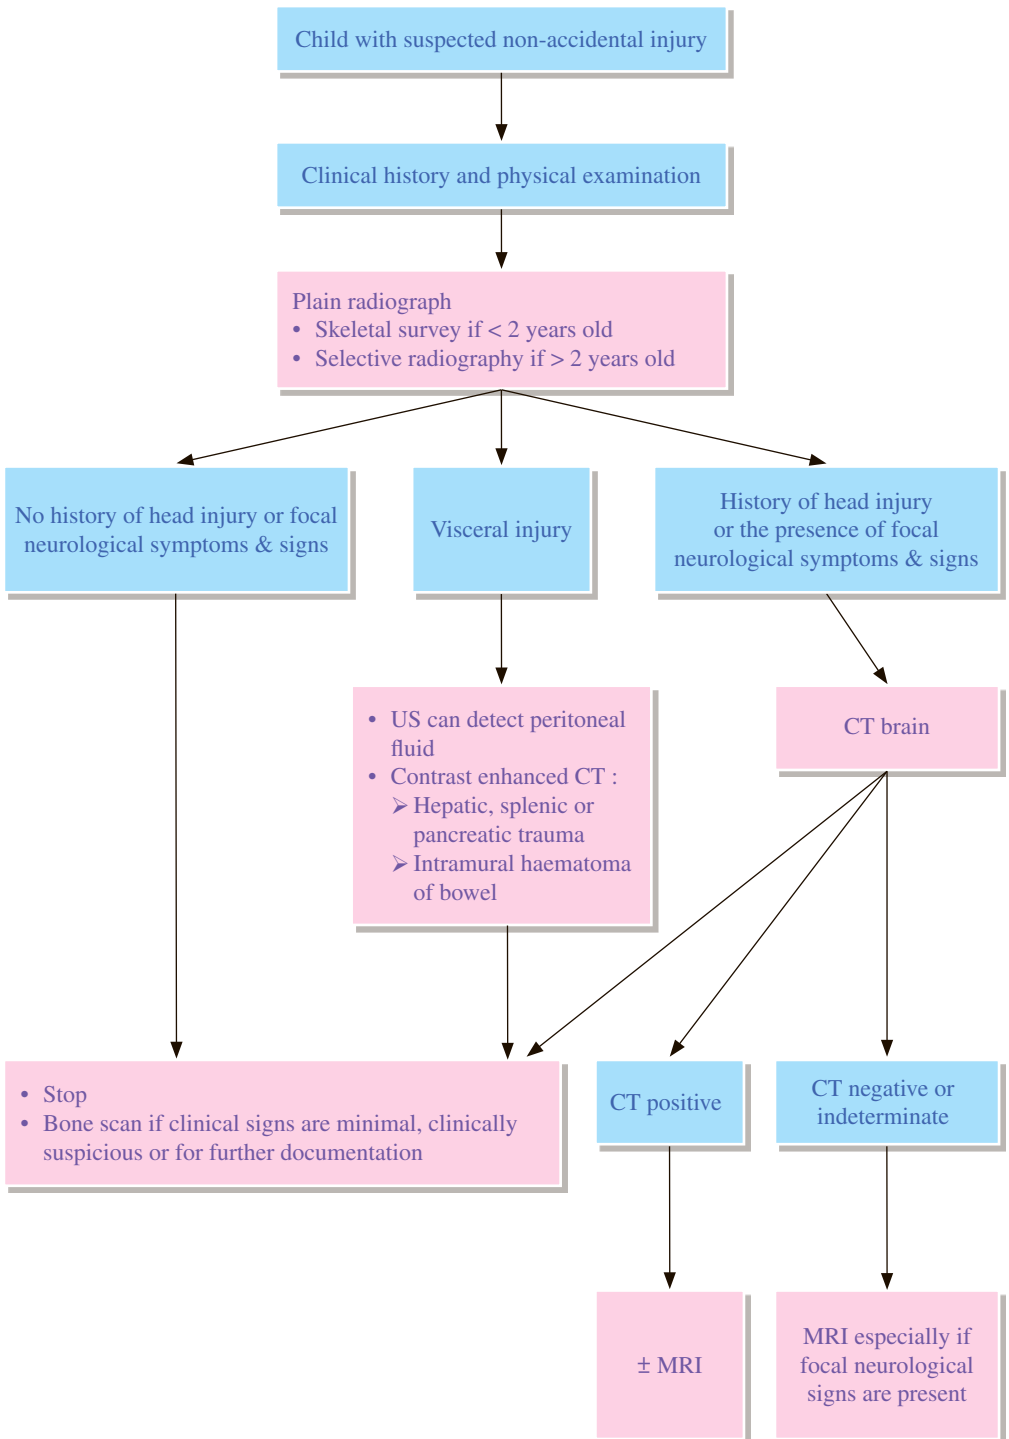 Child with suspected non-accidental injury
Clinical history and physical examination
Plain radiograph
• Skeletal survey if < 2 years old
• Selective radiography if > 2 years old
No history of head injury or focal
neurological symptoms & signs
Visceral injury
History of head injury
or the presence of focal
neurological symptoms & signs
• US can detect peritoneal
fluid
• Contrast enhanced CT :
➢ Hepatic, splenic or
pancreatic trauma
➢ Intramural haematoma
of bowel
CT brain
• Stop
• Bone scan if clinical signs are minimal, clinically
suspicious or for further documentation
CT positive
CT negative or
indeterminate
± MRI
MRI especially if
focal neurological
signs are present